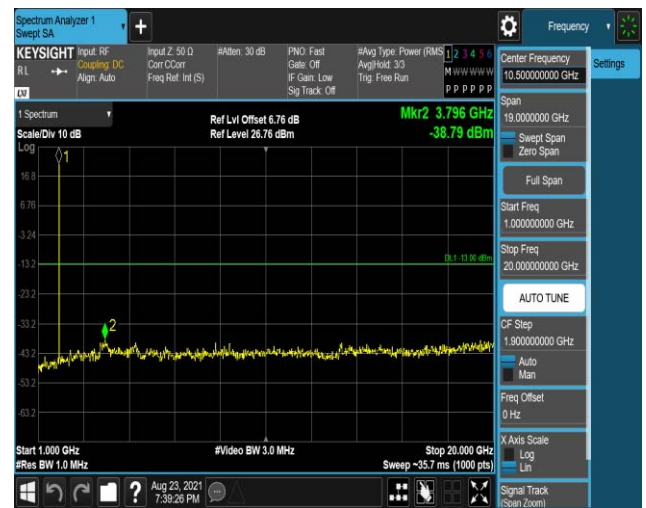 Spectrum Analyzer 1
Swept SA
+
Frequency
KEYSIGHT
RL
LXI
Input: RF
Coupling: DC
Align: Auto
Input Z: 50 Ω
Corr CCorr
Freq Ref: Int (S)
#Atten: 30 dB
PNO: Fast
Gate: Off
IF Gain: Low
Sig Track: Off
#Avg Type: Power (RMS
Avg|Hold: 3/3
Trig: Free Run
1 2 3 4 5 6
M W W W W W
P P P P P P
1 Spectrum
Scale/Div 10 dB
Log
Ref Lvl Offset 6.76 dB
Ref Level 26.76 dBm
Mkr2 3.796 GHz
-38.79 dBm
1
16.8
6.76
-3.24
-13.2
DL1 -13.00 dBm
-23.2
-33.2
2
-43.2
-53.2
-63.2
Start 1.000 GHz
#Res BW 1.0 MHz
#Video BW 3.0 MHz
Stop 20.000 GHz
Sweep ~35.7 ms (1000 pts)
?
Aug 23, 2021
7:39:26 PM
Center Frequency
10.500000000 GHz
Span
19.0000000 GHz
Swept Span
Zero Span
Full Span
Start Freq
1.000000000 GHz
Stop Freq
20.000000000 GHz
AUTO TUNE
CF Step
1.900000000 GHz
Auto
Man
Freq Offset
0 Hz
X Axis Scale
Log
Lin
Signal Track
(Span Zoom)
Settings